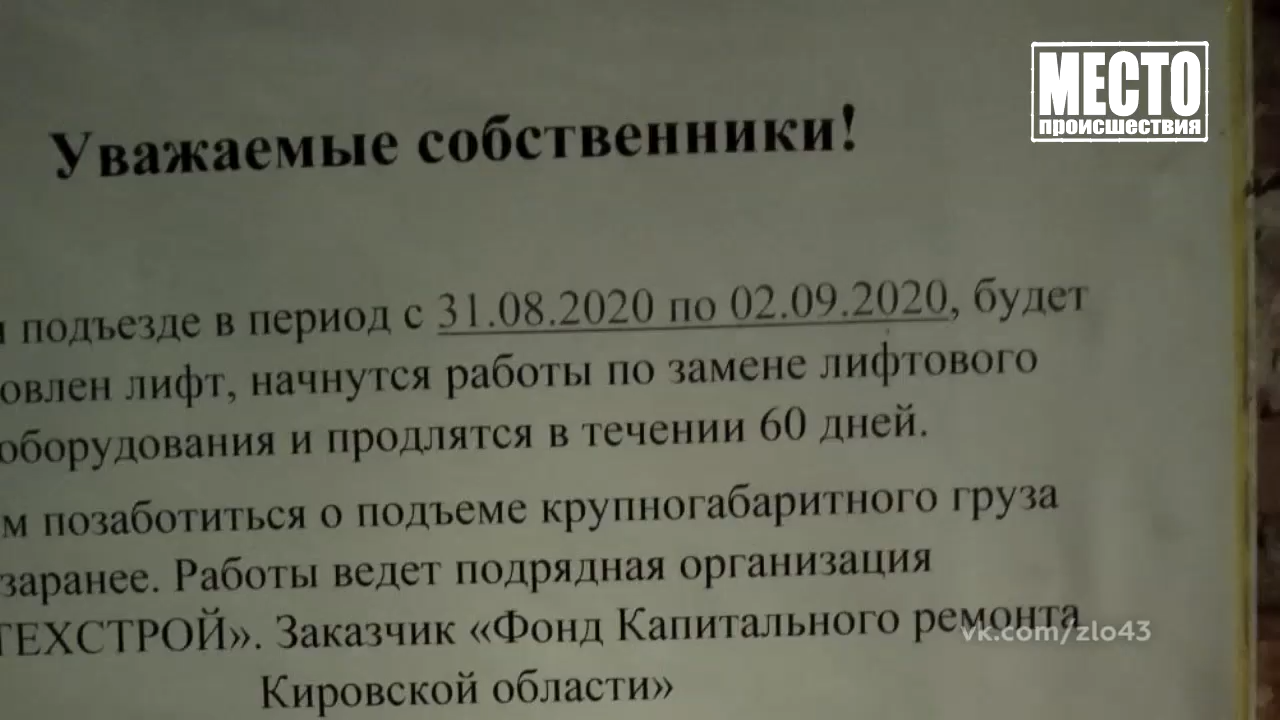 МЕСТО
ПРОИСШЕСТВИЯ
Уважаемые собственники!
подъезде в период с 31.08.2020 по 02.09.2020, будет
овлен лифт, начнутся работы по замене лифтового
оборудования и продлятся в течении 60 дней.
м позаботиться о подъеме крупногабаритного груза
заранее. Работы ведет подрядная организация
ТЕХСТРОЙ». Заказчик «Фонд Капитального ремонта
vk.com/zlo43
Кировской области»